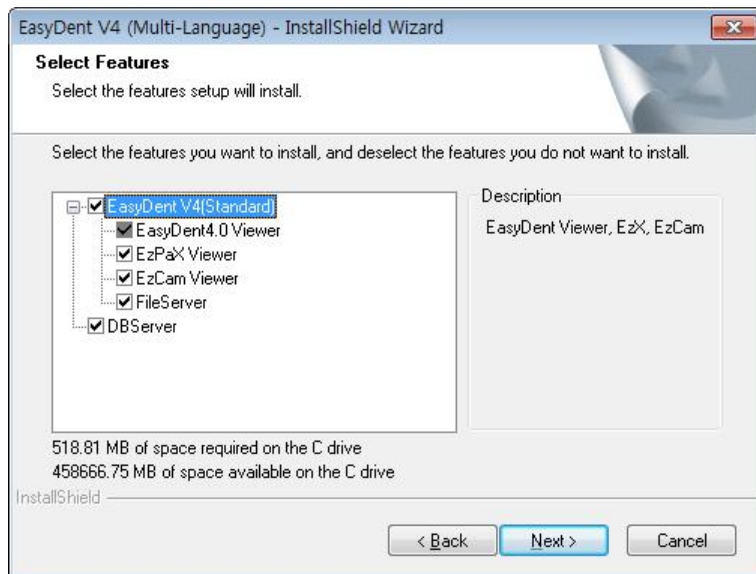 EasyDent V4 (Multi-Language) - InstallShield Wizard
Select Features
Select the features setup will install.
Select the features you want to install, and deselect the features you do not want to install.
EasyDent V4(Standard)
EasyDent4.0 Viewer
EzPaX Viewer
EzCam Viewer
FileServer
DBServer
Description
EasyDent Viewer, EzX, EzCam
518.81 MB of space required on the C drive
458666.75 MB of space available on the C drive
InstallShield
< Back
Next >
Cancel